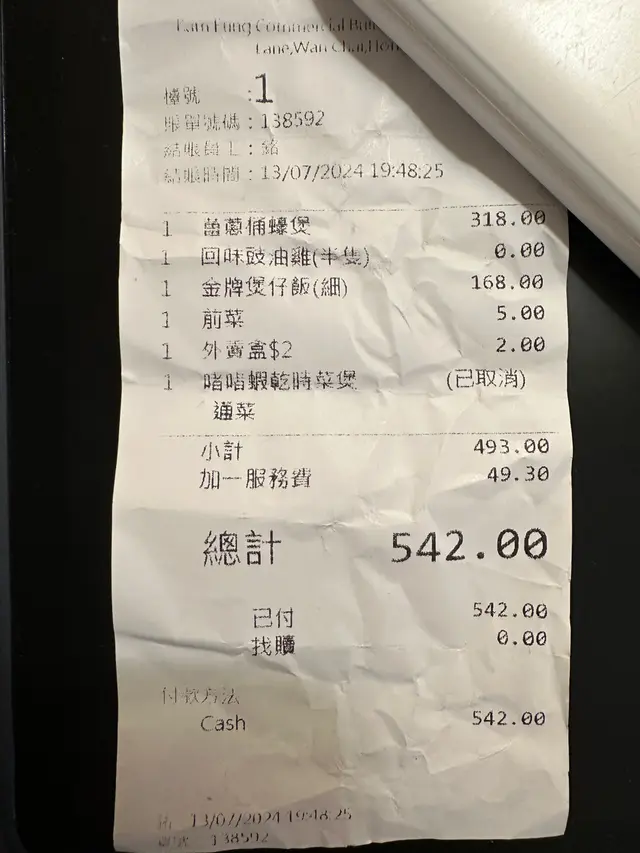 Lane, Wan Chai, Hon
檯號 : 1
賬單號碼 : 138592
結賬員工 : 銘
結賬時間 : 13/07/2024 19:48:25
1 薑蔥焗蠔煲 318.00
1 回味豉油雞(半隻) 0.00
1 金牌煲仔飯(細) 168.00
1 前菜 5.00
1 外賣盒$2 2.00
1 啫啫蝦乾時菜煲 (已取消)
通菜
小計 493.00
加一服務費 49.30
總計 542.00
已付 542.00
找贖 0.00
付款方法
Cash 542.00
13/07/2024 19:48:25
138592